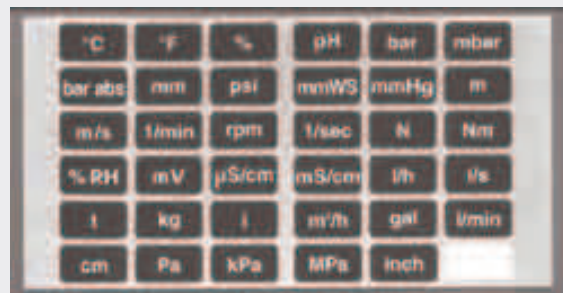 °C °F % pH bar mbar
bar abs mm psi mmWS mmHg m
m/s 1/min rpm 1/sec N Nm
% RH mV µS/cm mS/cm l/h l/s
t kg l m³/h gal l/min
cm Pa kPa MPa inch